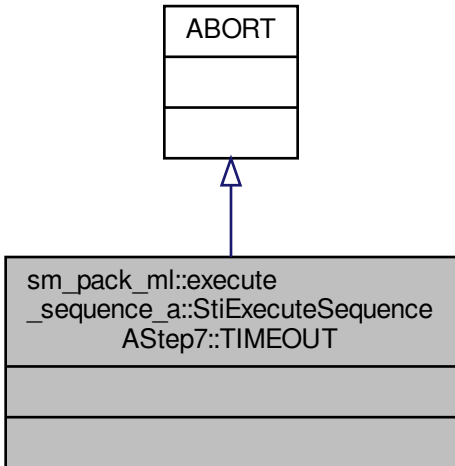 ABORT
sm_pack_ml::execute
_sequence_a::StiExecuteSequence
AStep7::TIMEOUT